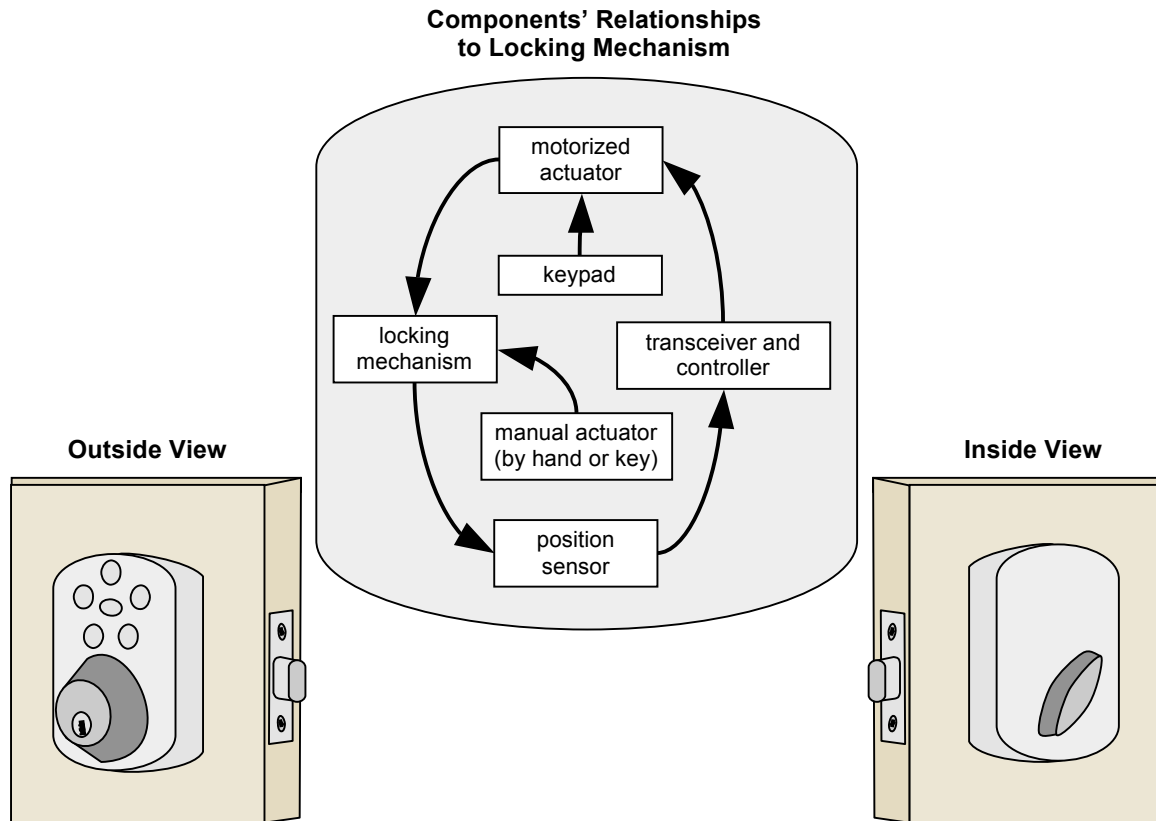 Components’ Relationships
to Locking Mechanism
motorized
actuator
keypad
locking
mechanism
transceiver and
controller
manual actuator
(by hand or key)
position
sensor
Outside View
Inside View